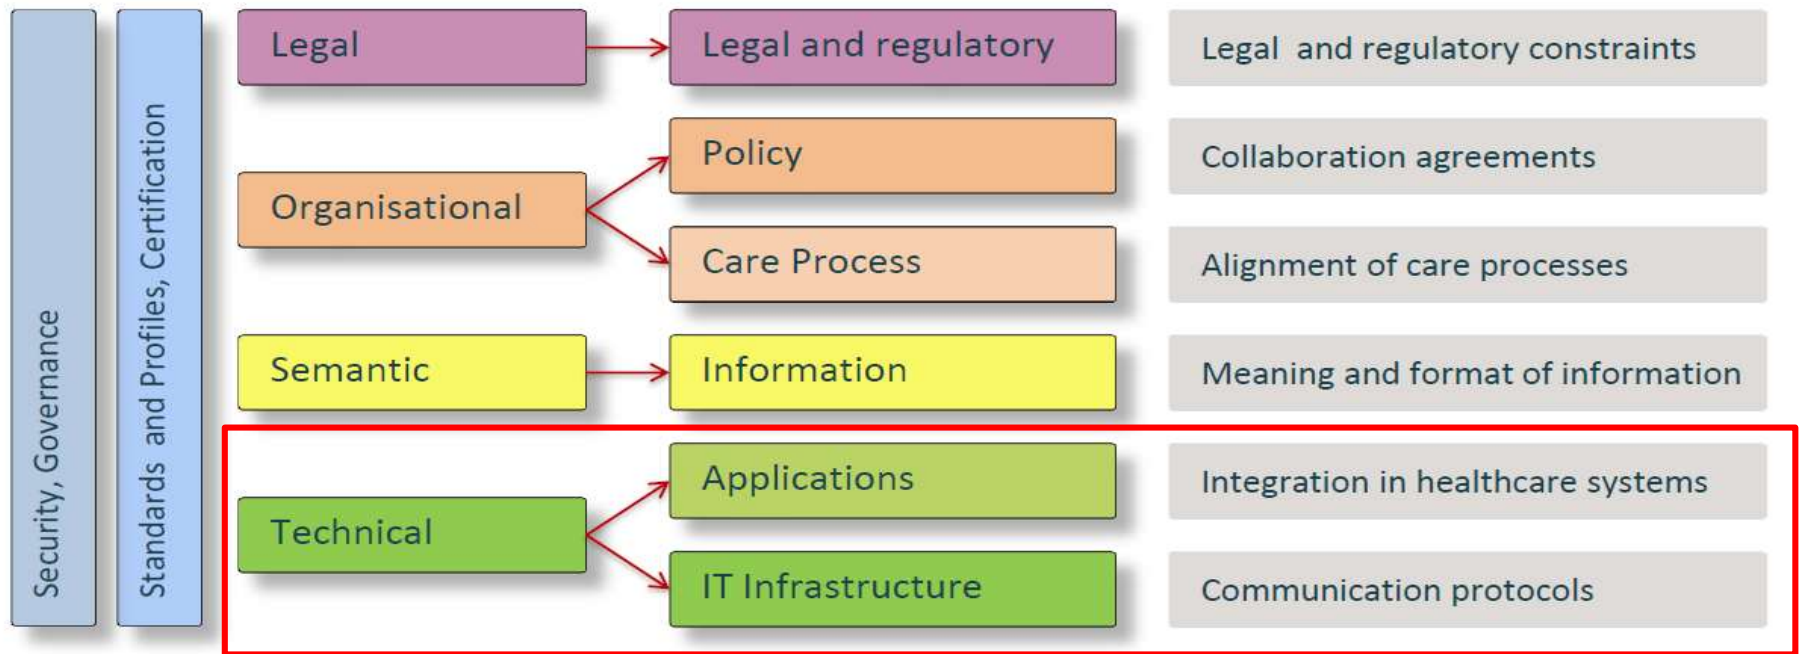 Security, Governance
Standards and Profiles, Certification
Legal
Legal and regulatory
Legal and regulatory constraints
Organisational
Policy
Collaboration agreements
Care Process
Alignment of care processes
Semantic
Information
Meaning and format of information
Technical
Applications
Integration in healthcare systems
IT Infrastructure
Communication protocols